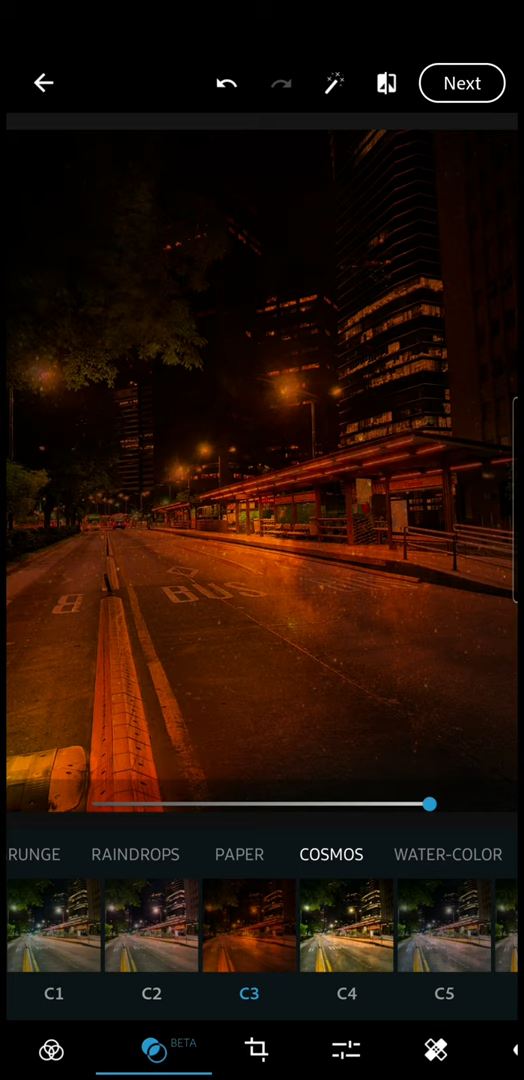 Next
BUS
RUNGE RAINDROPS PAPER COSMOS WATER-COLOR
C1 C2 C3 C4 C5
BETA